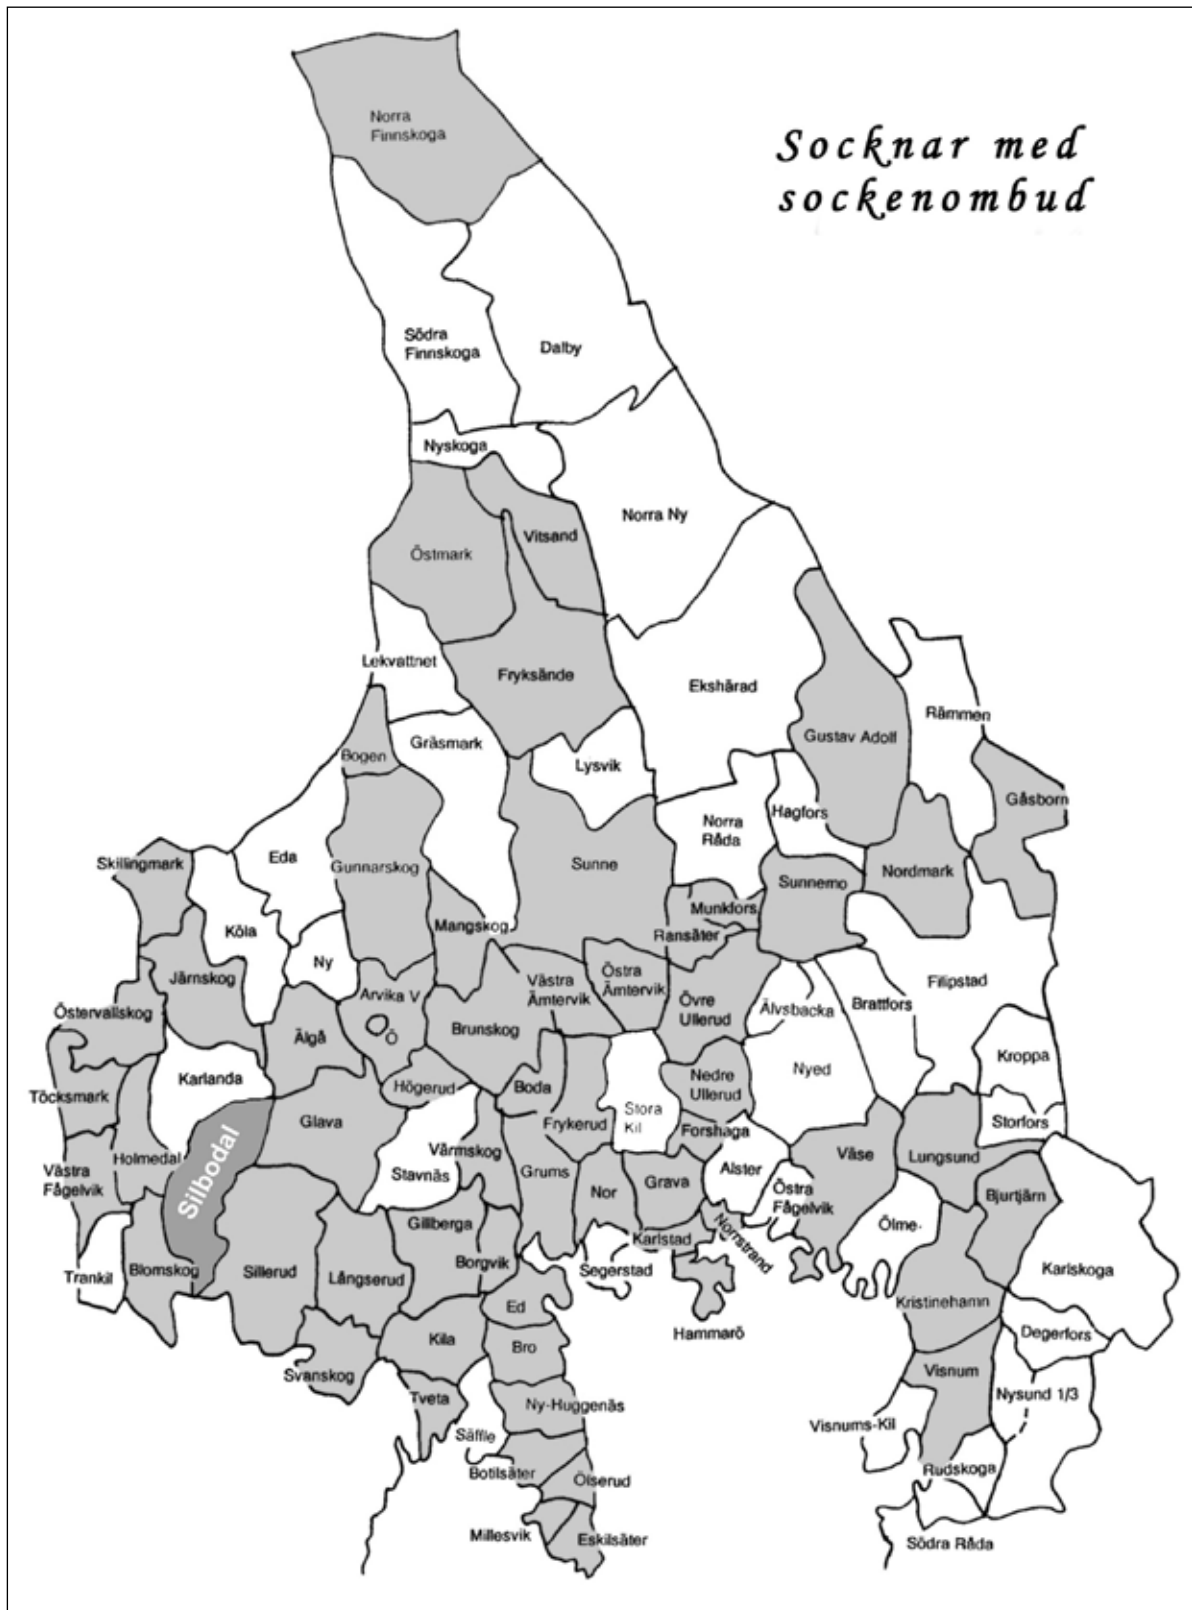 Socknar med
sockenombud
Norra
Finnskoga
Södra
Finnskoga
Dalby
Nyskoga
Norra Ny
Vitsand
Östmark
Lekvattnet
Fryksände
Ekshärad
Rämmen
Gustav Adolf
Bogen
Gräsmark
Lysvik
Gåsborn
Hagfors
Norra
Råda
Skillingmark
Eda
Gunnarskog
Sunne
Sunnemo
Nordmark
Munkfors
Köla
Mangskog
Ransäter
Ny
Järnskog
Västra
Ämtervik
Östra
Ämtervik
Filipstad
Arvika V
Ö
Övre
Ullerud
Älvsbacka
Brattfors
Östervallskog
Älgå
Brunskog
Kroppa
Karlanda
Högerud
Boda
Nedre
Ullerud
Nyed
Töcksmark
Glava
Frykerud
Stora
Kil
Forshaga
Storfors
Holmedal
Silbodal
Värmskog
Väse
Lungsund
Västra
Fågelvik
Stavnäs
Grums
Nor
Grava
Alster
Östra
Fågelvik
Bjurtjärn
Gillberga
Karlstad
Norrstrand
Ölme
Trankil
Blomskog
Sillerud
Långserud
Borgvik
Segerstad
Karlskoga
Ed
Hammarö
Kristinehamn
Kila
Bro
Degerfors
Svanskog
Visnum
Tveta
Ny-Huggenäs
Nysund 1/3
Säffle
Visnums-Kil
Botilsäter
Ölserud
Rudskoga
Millesvik
Eskilsäter
Södra Råda